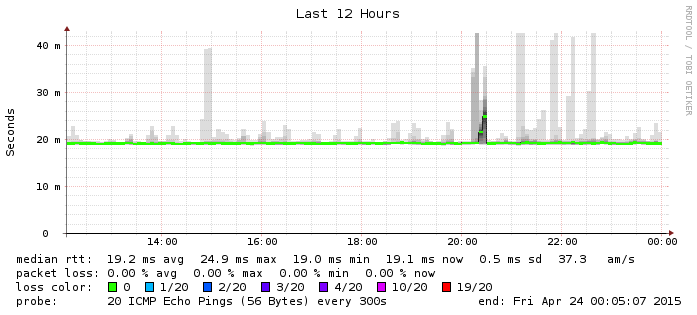 Last 12 Hours
RRDTOOL / TOBI OETIKER
Seconds
40 m
30 m
20 m
10 m
0
14:00 16:00 18:00 20:00 22:00 00:00
median rtt: 19.2 ms avg 24.9 ms max 19.0 ms min 19.1 ms now 0.5 ms sd 37.3 am/s
packet loss: 0.00 % avg 0.00 % max 0.00 % min 0.00 % now
loss color: 0 1/20 2/20 3/20 4/20 10/20 19/20
probe: 20 ICMP Echo Pings (56 Bytes) every 300s end: Fri Apr 24 00:05:07 2015